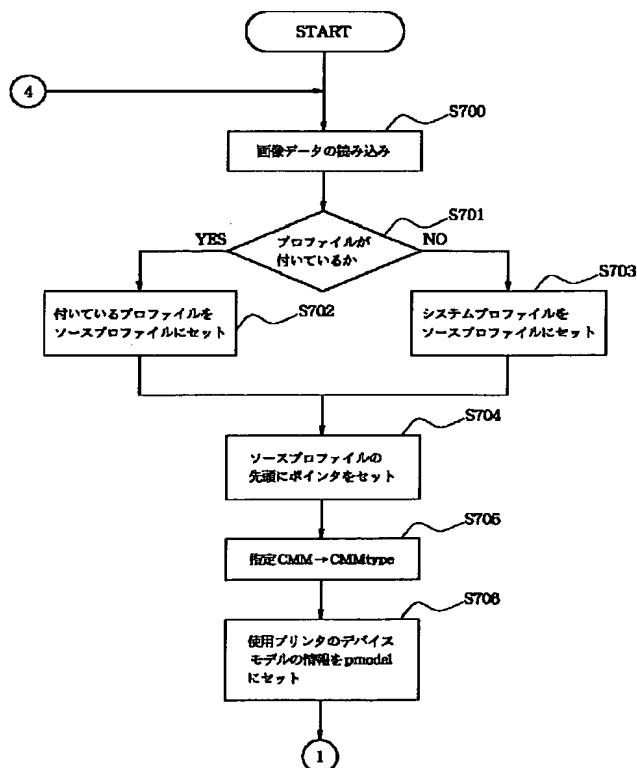 START
4
S700
画像データの読み込み
S701
YES
プロファイルが
付いているか
NO
S703
付いているプロファイルを
ソースプロファイルにセット
S702
システムプロファイルを
ソースプロファイルにセット
S704
ソースプロファイルの
先頭にポインタをセット
S705
指定CMM→CMMtype
S706
使用プリンタのデバイス
モデルの情報をpmodel
にセット
1